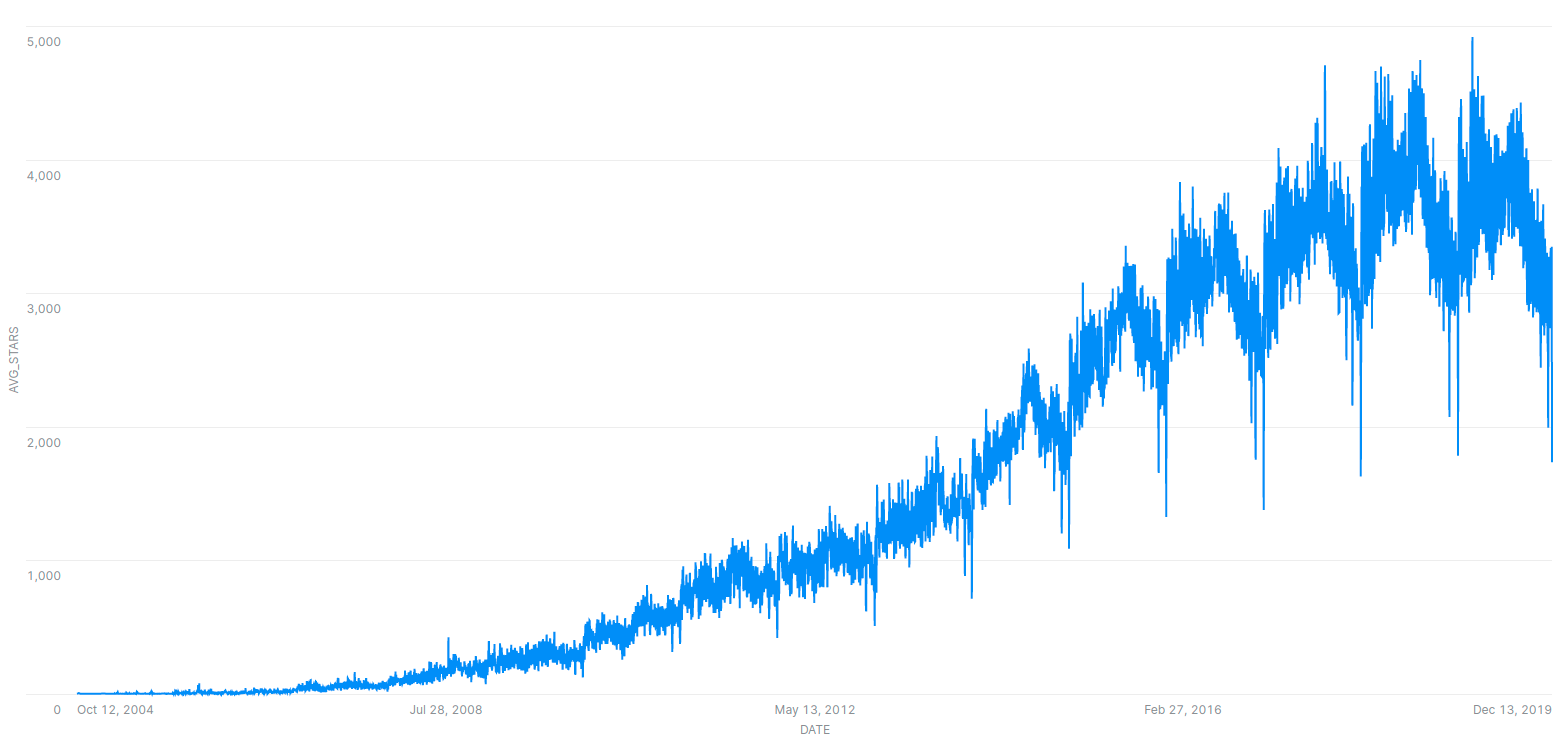 5,000
4,000
3,000
2,000
1,000
0
AVG_STARS
Oct 12, 2004
Jul 28, 2008
May 13, 2012
Feb 27, 2016
Dec 13, 2019
DATE